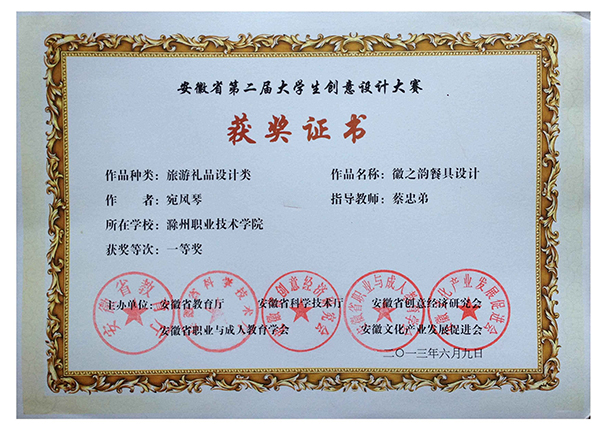 安徽省第二届大学生创意设计大赛
获奖证书
作品种类：旅游礼品设计类 作品名称：徽之韵餐具设计
作 者：宛凤琴 指导教师：蔡忠弟
所在学校：滁州职业技术学院
获奖等次：一等奖
主办单位：安徽省教育厅 安徽省科学技术厅 安徽省创意经济研究会
安徽省职业与成人教育学会 安徽文化产业发展促进会
二〇一三年六月九日